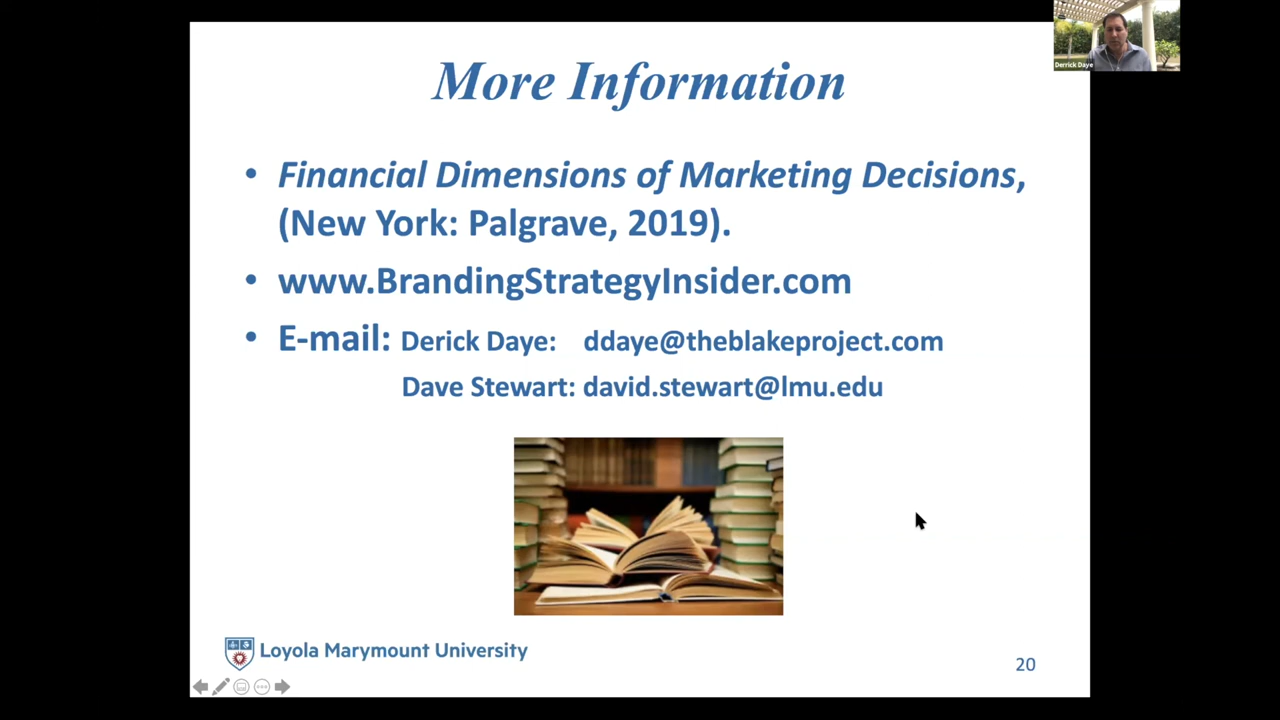 More Information
Derrick Daye
• Financial Dimensions of Marketing Decisions,
(New York: Palgrave, 2019).
• www.BrandingStrategyInsider.com
• E-mail: Derick Daye: ddaye@theblakeproject.com
Dave Stewart: david.stewart@lmu.edu
Loyola Marymount University
20